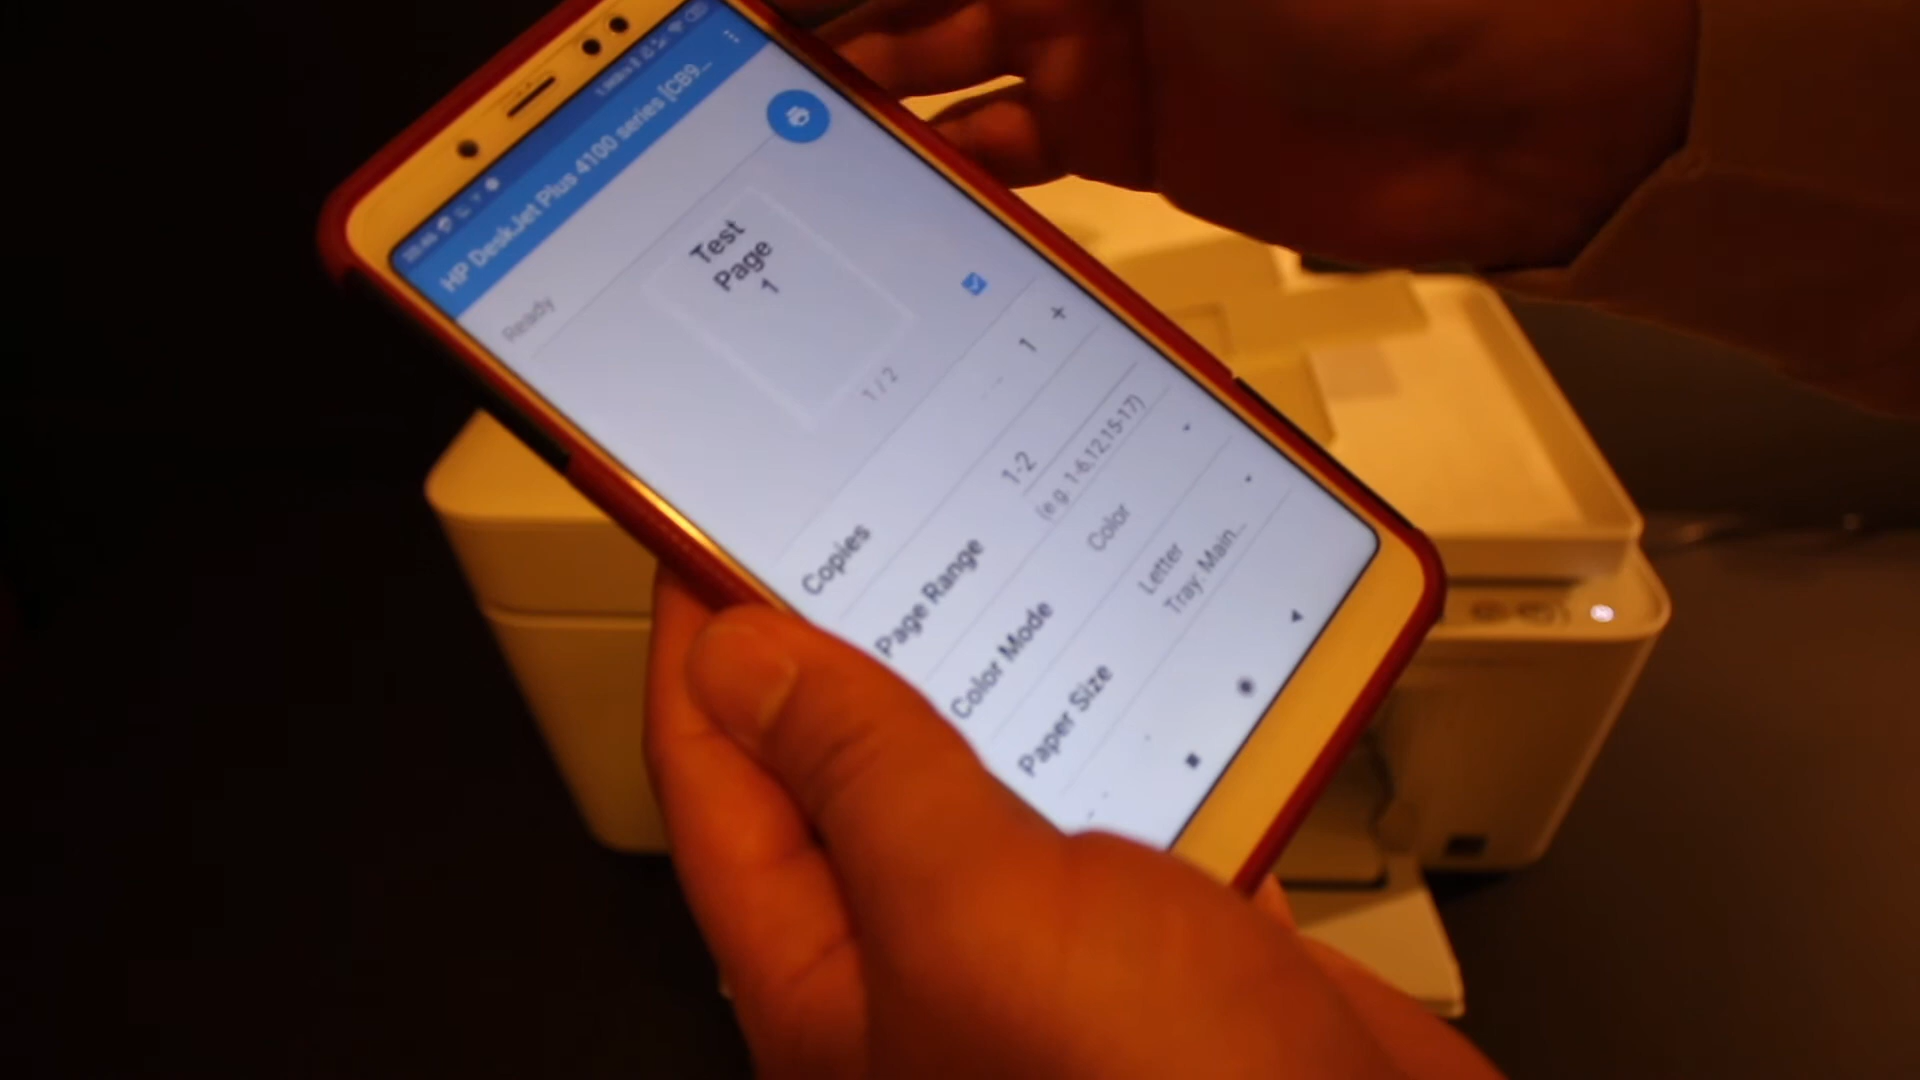 HP DeskJet Plus 4100 series [CB9...
Ready
Test
Page
1
1 / 2
Copies
1 +
Page Range
1-2
(e.g. 1-6,12,15-17)
Color Mode
Color
Paper Size
Letter
Tray: Main...